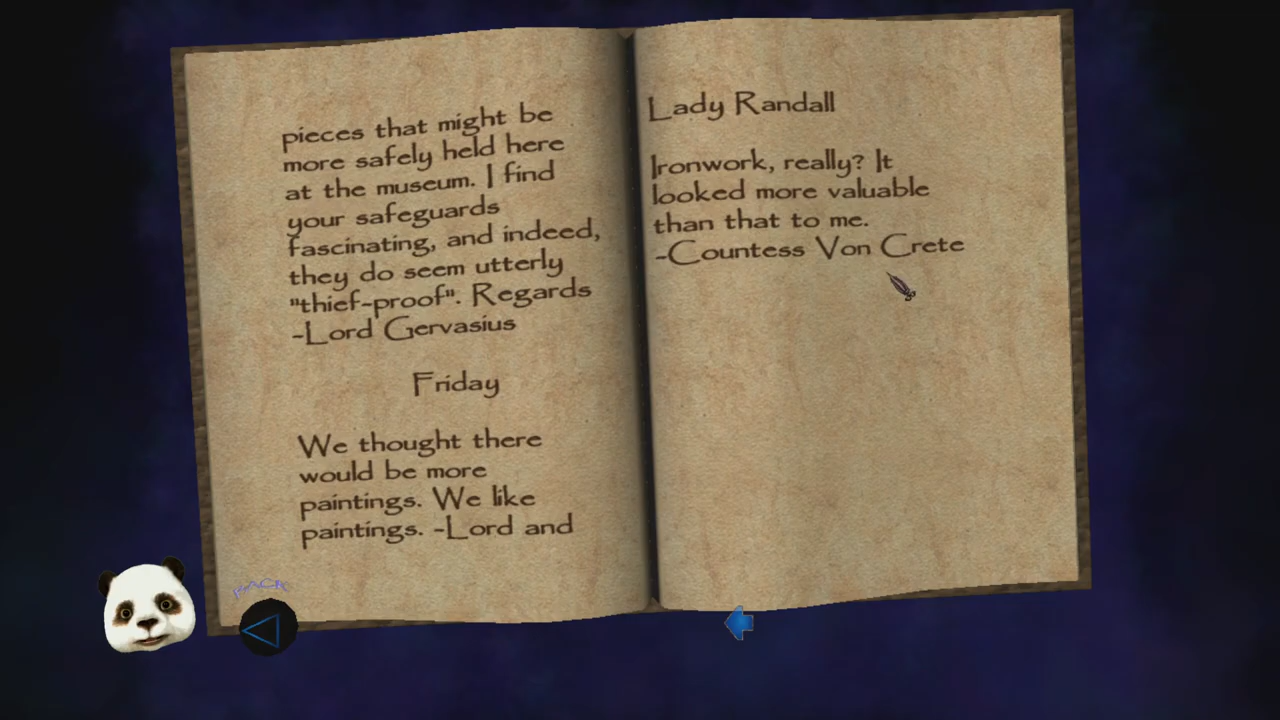 pieces that might be
more safely held here
at the museum. I find
your safeguards
fascinating, and indeed,
they do seem utterly
"thief-proof". Regards
-Lord Gervasius
Friday
We thought there
would be more
paintings. We like
paintings. -Lord and
Lady Randall
Ironwork, really? It
looked more valuable
than that to me.
-Countess Von Crete
BACK